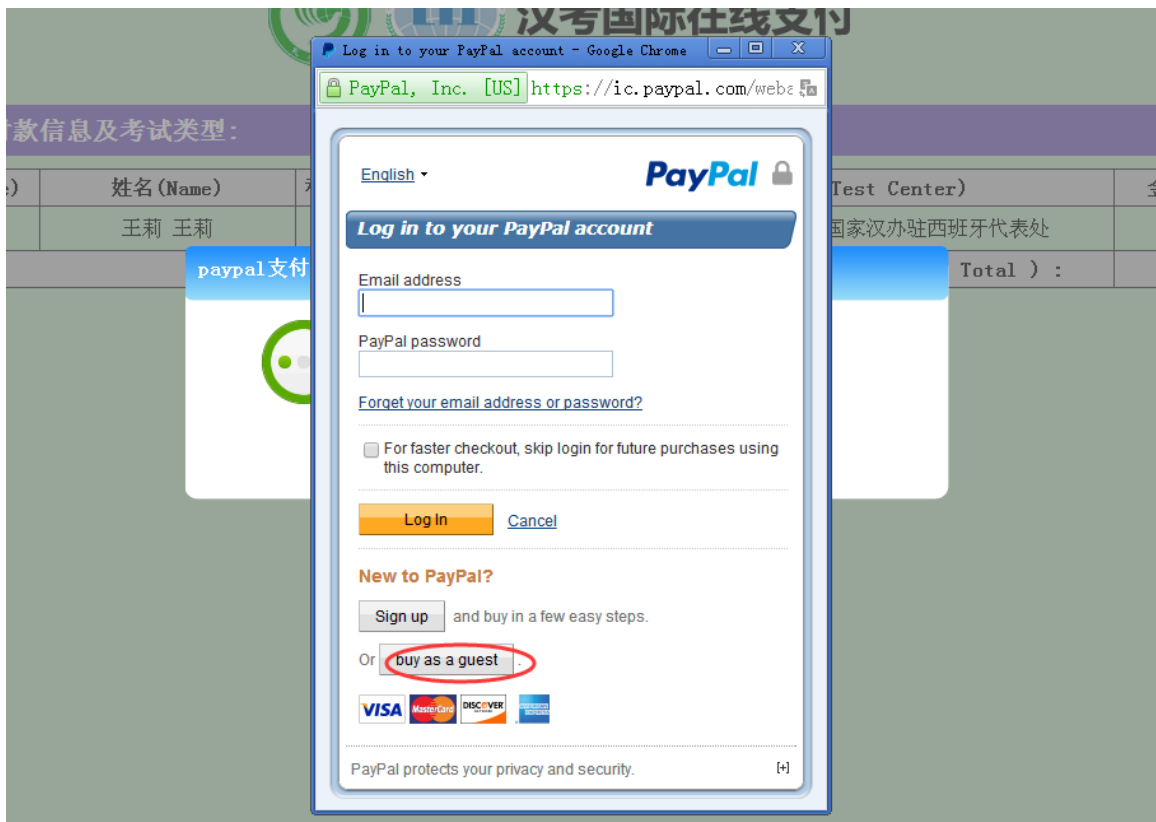 汉考国际在线支付
Log in to your PayPal account - Google Chrome
PayPal, Inc. [US] https://ic.paypal.com/weba
付款信息及考试类型:
English
PayPal
) 姓名(Name) Test Center)
王莉 王莉 国家汉办驻西班牙代表处
Log in to your PayPal account
paypal支付 Total ) :
Email address
PayPal password
Forget your email address or password?
For faster checkout, skip login for future purchases using
this computer.
Log In Cancel
New to PayPal?
Sign up and buy in a few easy steps.
Or buy as a guest .
VISA MasterCard DISCOVER
PayPal protects your privacy and security. [+]